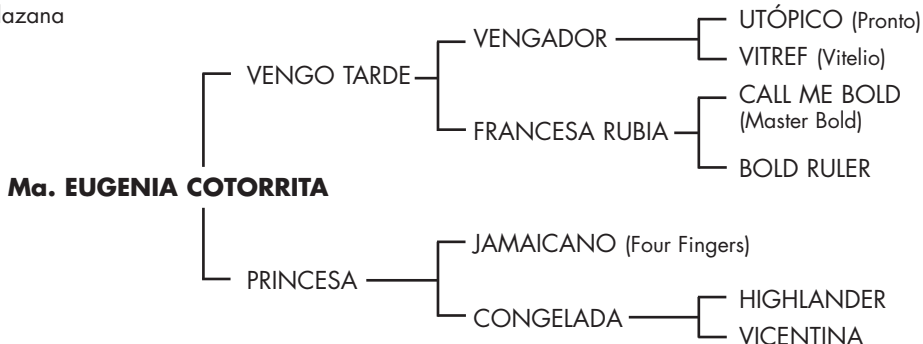 UTÓPICO (Pronto)
VENGADOR
VITREF (Vitelio)
VENGO TARDE
CALL ME BOLD
(Master Bold)
FRANCESA RUBIA
BOLD RULER
Ma. EUGENIA COTORRITA
JAMAICANO (Four Fingers)
PRINCESA
HIGHLANDER
CONGELADA
VICENTINA